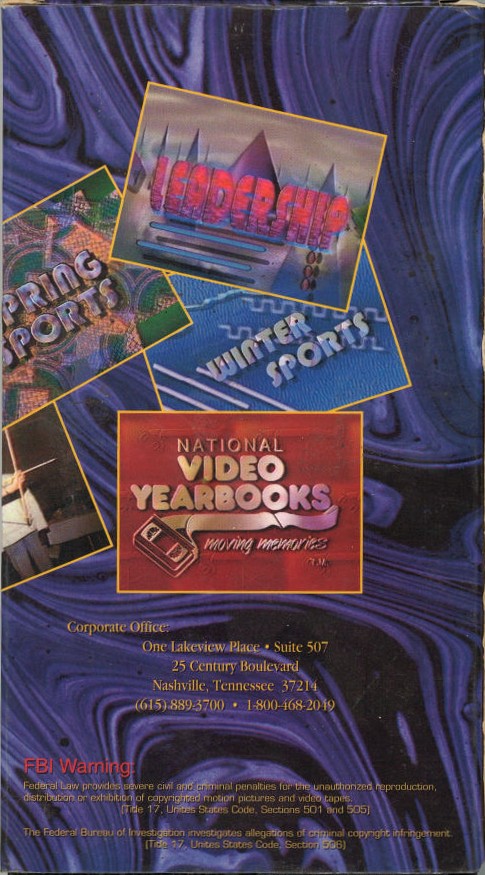 LEADERSHIP
PRING
SPORTS
WINTER
SPORTS
NATIONAL
VIDEO
YEARBOOKS
moving memories
T.M.
Corporate Office:
One Lakeview Place • Suite 507
25 Century Boulevard
Nashville, Tennessee 37214
(615) 889-3700 • 1-800-468-2049
FBI Warning:
Federal Law provides severe civil and criminal penalties for the unauthorized reproduction,
distribution or exhibition of copyrighted motion pictures and video tapes.
(Title 17, Unites States Code, Sections 501 and 505)
The Federal Bureau of Investigation investigates allegations of criminal copyright infringement.
(Title 17, Unites States Code, Section 506)